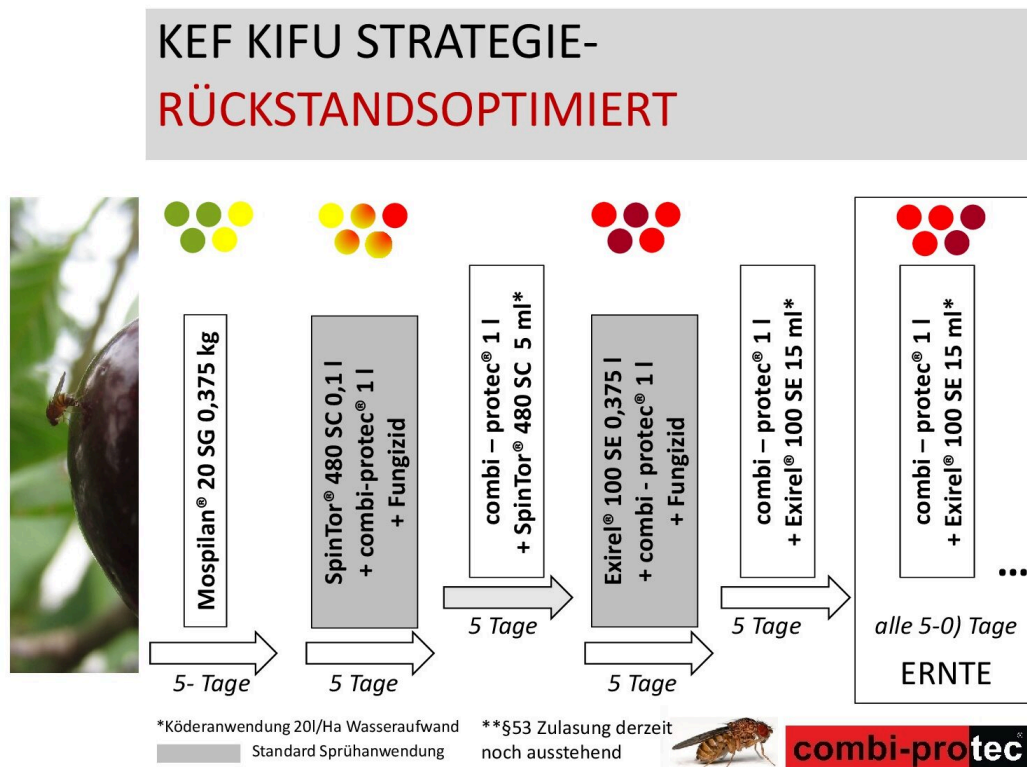 KEF KIFU STRATEGIE-
RÜCKSTANDSOPTIMIERT
Mospilan® 20 SG 0,375 kg
SpinTor® 480 SC 0,1 l
+ combi-protec® 1 l
+ Fungizid
combi – protec® 1 l
+ SpinTor® 480 SC 5 ml*
Exirel® 100 SE 0,375 l
+ combi - protec® 1 l
+ Fungizid
combi – protec® 1 l
+ Exirel® 100 SE 15 ml*
combi – protec® 1 l
+ Exirel® 100 SE 15 ml*
...
5- Tage
5 Tage
5 Tage
5 Tage
5 Tage
alle 5-0) Tage
ERNTE
*Köderanwendung 20l/Ha Wasseraufwand
Standard Sprühanwendung
**§53 Zulasung derzeit
noch ausstehend
combi-protec®